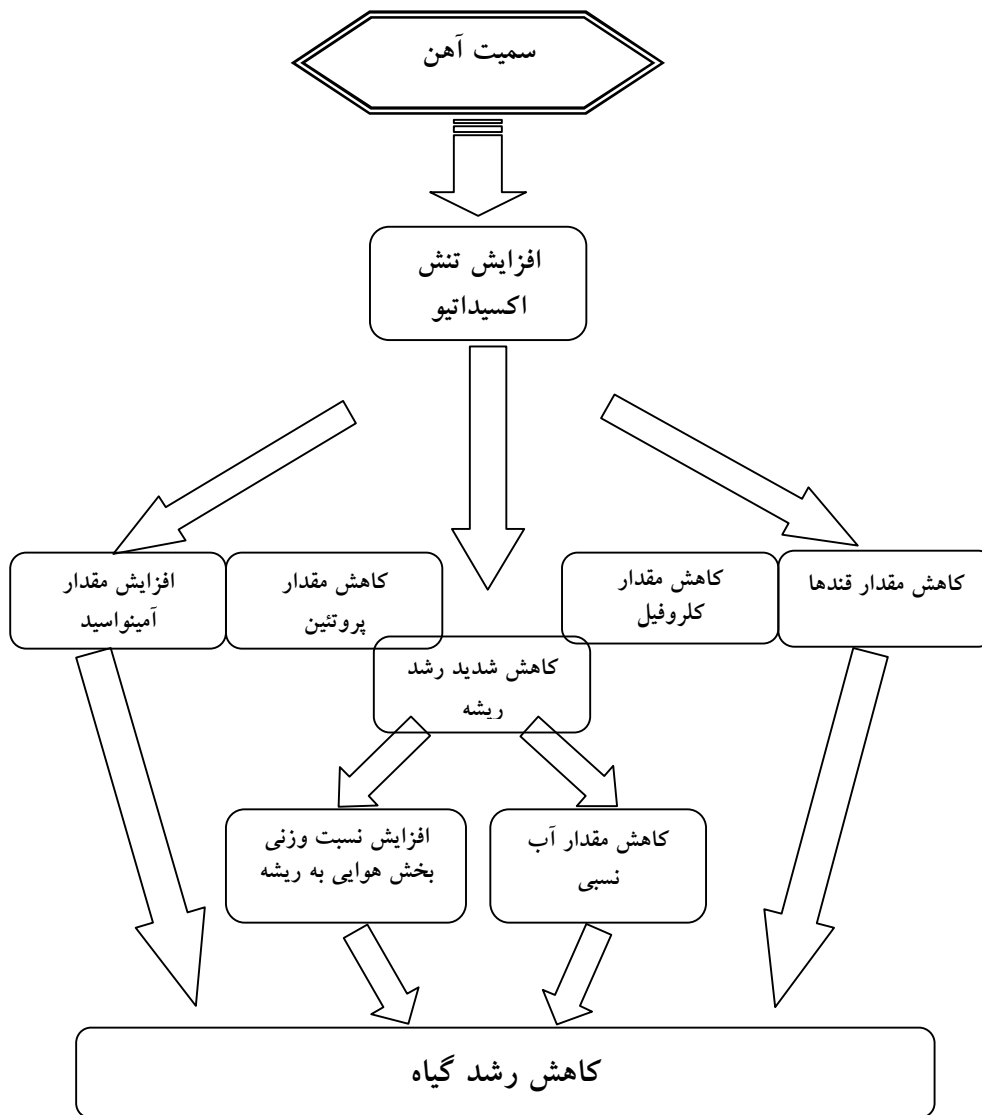 سمیت آهن
افزایش تنش
اکسیداتیو
کاهش مقدار قندها
کاهش مقدار
کلروفیل
کاهش مقدار
پروتئین
افزایش مقدار
آمینواسید
کاهش شدید رشد
ریشه
کاهش مقدار آب
نسبی
افزایش نسبت وزنی
بخش هوایی به ریشه
کاهش رشد گیاه